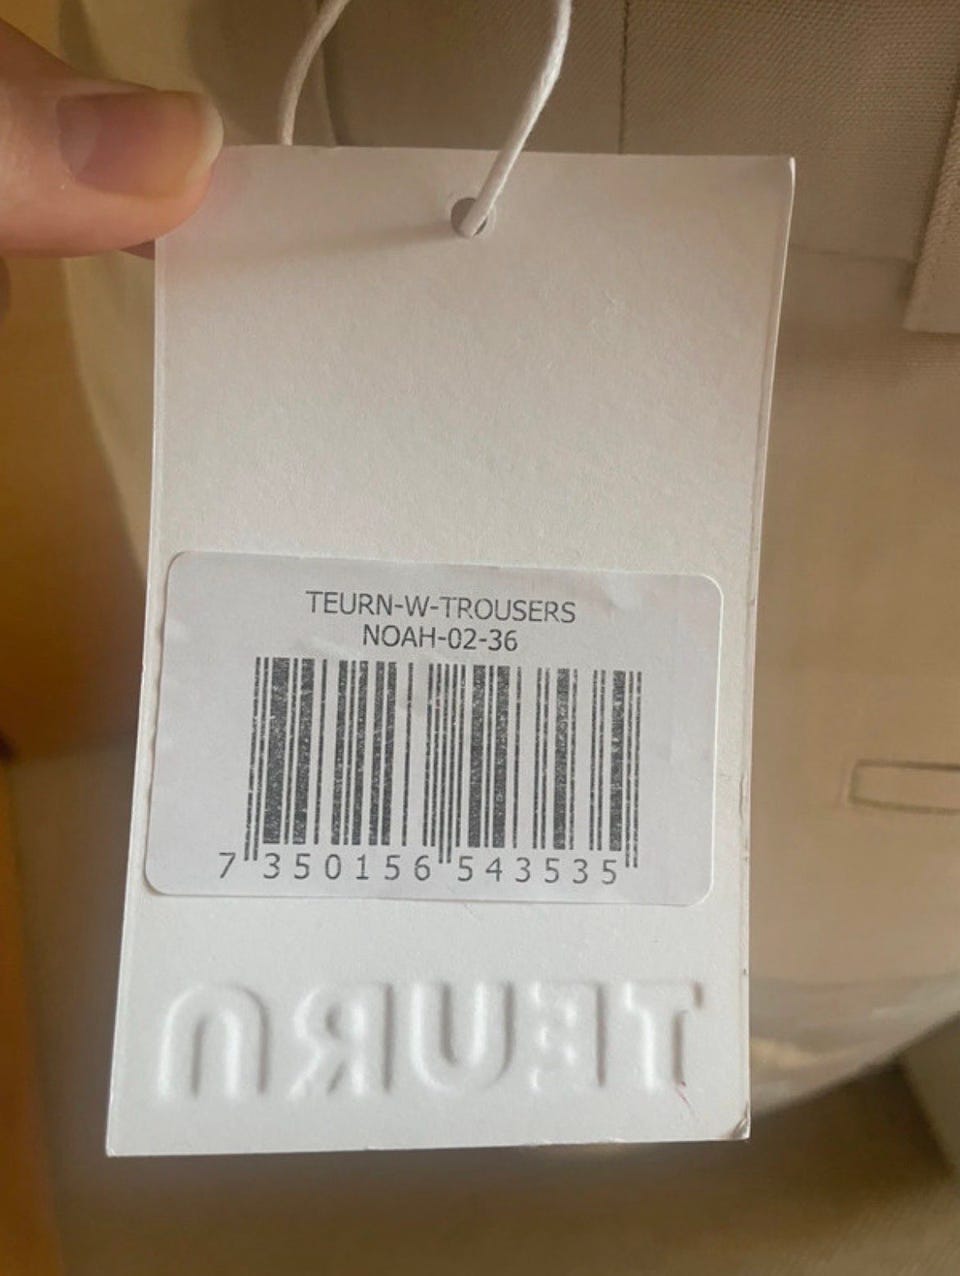 TEURN-W-TROUSERS
NOAH-02-36
7 350156 543535
TEURN